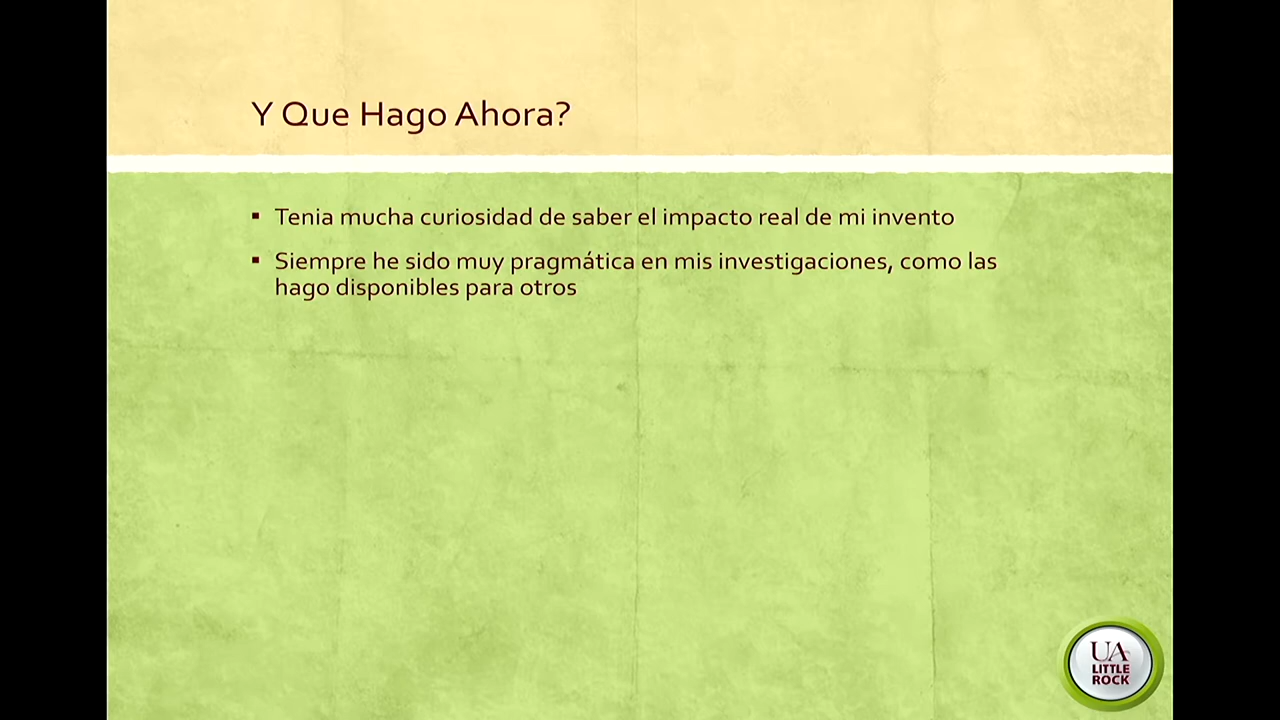 Y Que Hago Ahora?
▪ Tenia mucha curiosidad de saber el impacto real de mi invento
▪ Siempre he sido muy pragmática en mis investigaciones, como las
hago disponibles para otros
UA
LITTLE
ROCK